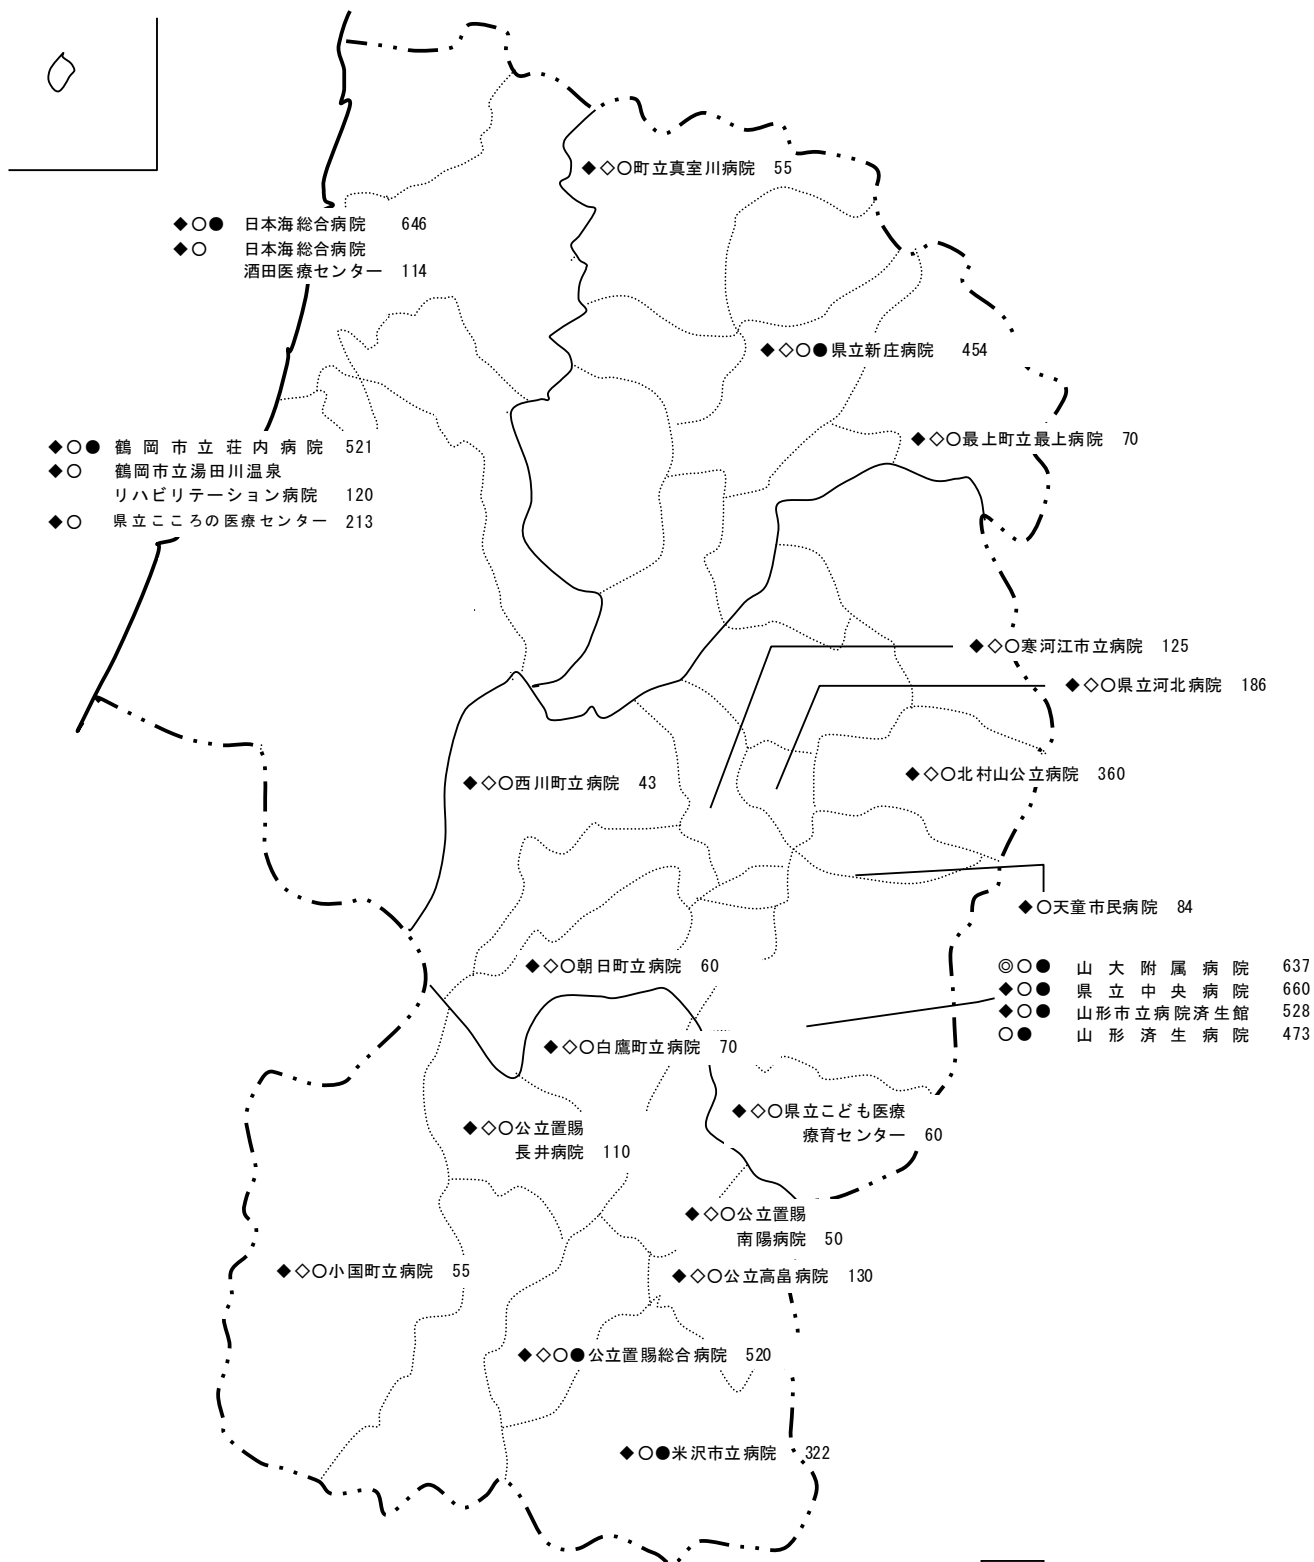 ◆◇○町立真室川病院 55
◆○● 日本海総合病院 646
◆○ 日本海総合病院
酒田医療センター 114
◆◇○●県立新庄病院 454
◆◇○最上町立最上病院 70
◆○● 鶴岡市立荘内病院 521
◆○ 鶴岡市立湯田川温泉
リハビリテーション病院 120
◆○ 県立こころの医療センター 213
◆◇○寒河江市立病院 125
◆◇○県立河北病院 186
◆◇○西川町立病院 43
◆◇○北村山公立病院 360
◆○天童市民病院 84
◆◇○朝日町立病院 60
◎○● 山大附属病院 637
◆○● 県立中央病院 660
◆○● 山形市立病院済生館 528
○● 山形済生病院 473
◆◇○白鷹町立病院 70
◆◇○県立こども医療
療育センター 60
◆◇○公立置賜
長井病院 110
◆◇○公立置賜
南陽病院 50
◆◇○小国町立病院 55
◆◇○公立高畠病院 130
◆◇○●公立置賜総合病院 520
◆○●米沢市立病院 322